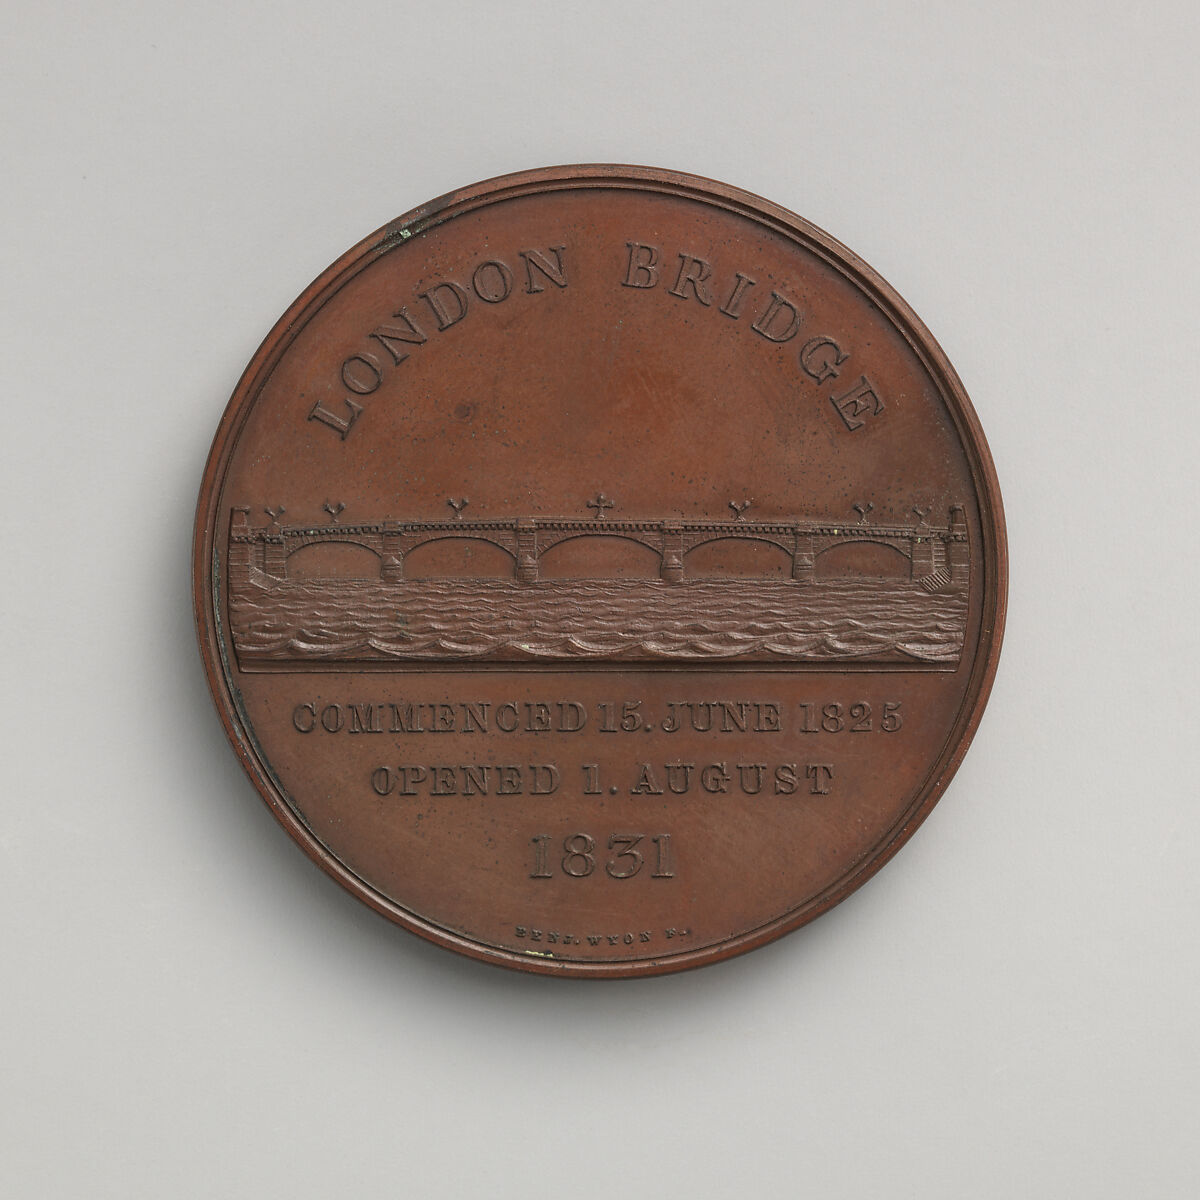 LONDON BRIDGE
COMMENCED 15. JUNE 1825
OPENED 1. AUGUST
1831
BENJ. WYON F.